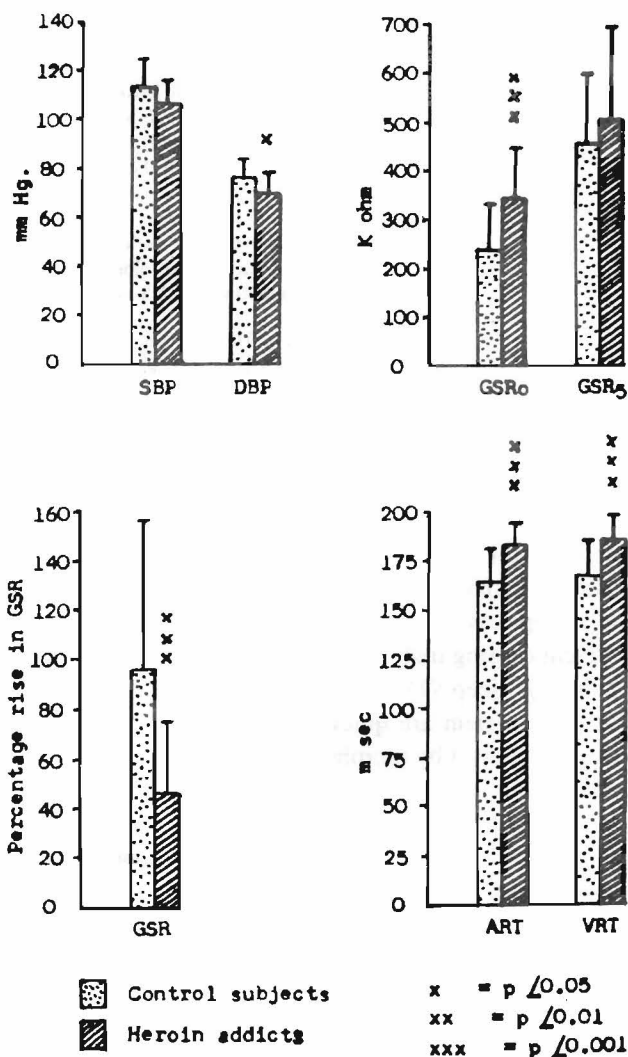 mm Hg.
140
120
100
80
60
40
20
0
x
SBP DBP
K ohm
700
600
500
400
300
200
100
0
x
x
x
GSR0 GSR5
Percentage rise in GSR
160
140
120
100
80
60
40
20
0
x
x
x
GSR
m sec
200
175
150
125
100
75
50
25
0
x x
x x
x x
ART VRT
Control subjects
Heroin addicts
x = p ∠0.05
xx = p ∠0.01
xxx = p ∠0.001